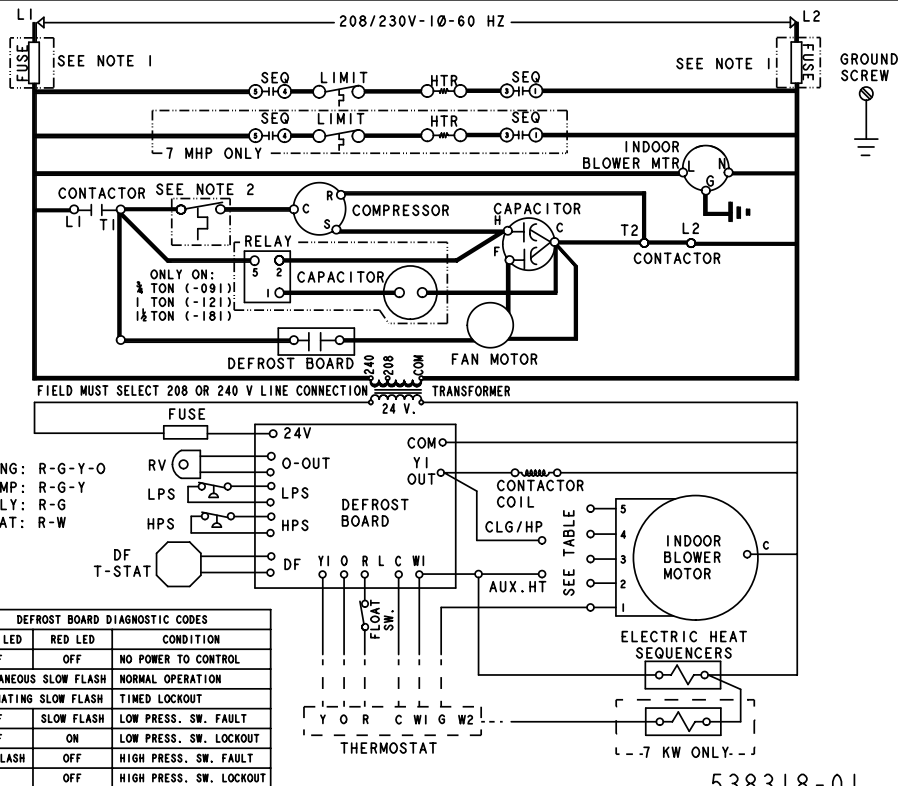 L1 208/230V-1Ø-60 HZ L2
FUSE SEE NOTE 1 SEE NOTE 1 FUSE
GROUND
SCREW
SEQ LIMIT HTR SEQ
5 4 3 1
SEQ LIMIT HTR SEQ
5 4 3 1
7 MHP ONLY
INDOOR
BLOWER MTR
L N
G
CONTACTOR SEE NOTE 2
L1 T1
C R S COMPRESSOR
CAPACITOR
H C
F
T2 L2
CONTACTOR
RELAY
5 2
1
CAPACITOR
ONLY ON:
¾ TON (-091)
1 TON (-121)
1½ TON (-181)
DEFROST BOARD
FAN MOTOR
240 208 COM
FIELD MUST SELECT 208 OR 240 V LINE CONNECTION TRANSFORMER
24 V.
FUSE
24V
COM
NG: R-G-Y-O
MP: R-G-Y
LY: R-G
AT: R-W
RV O-OUT
Y1
OUT
CONTACTOR
COIL
LPS LPS
HPS HPS
DEFROST
BOARD
CLG/HP
DF
T-STAT
DF
Y1 O R L C W1
AUX.HT
SEE TABLE
5
4
3
2
1
INDOOR
BLOWER
MOTOR
C
FLOAT
SW.
ELECTRIC HEAT
SEQUENCERS
Y O R C W1 G W2
THERMOSTAT
7 KW ONLY
DEFROST BOARD DIAGNOSTIC CODES
LED RED LED CONDITION
F OFF NO POWER TO CONTROL
ANEOUS SLOW FLASH NORMAL OPERATION
NATING SLOW FLASH TIMED LOCKOUT
F SLOW FLASH LOW PRESS. SW. FAULT
F ON LOW PRESS. SW. LOCKOUT
LASH OFF HIGH PRESS. SW. FAULT
OFF HIGH PRESS. SW. LOCKOUT
538318-01